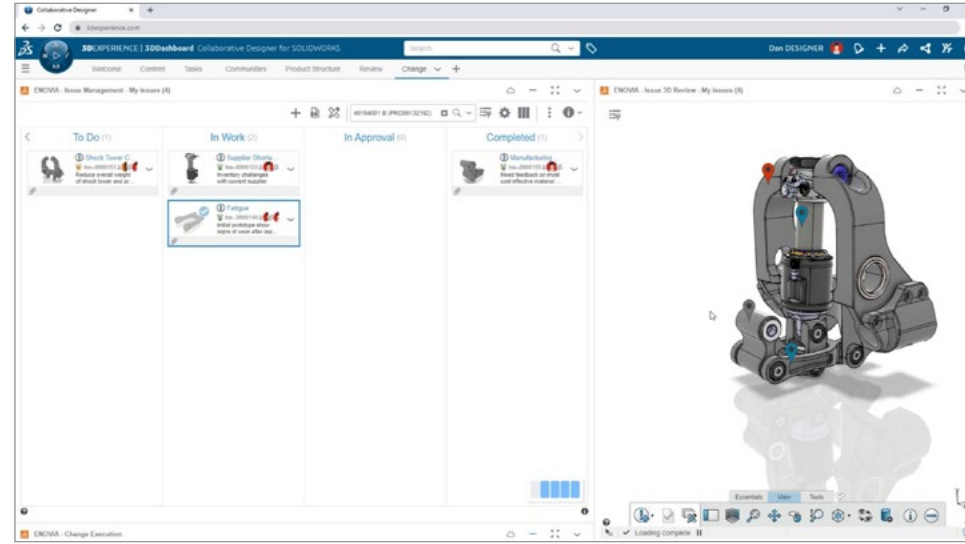 Collaborative Designer
3dexperience.com
3DEXPERIENCE | 3DDashboard Collaborative Designer for SOLIDWORKS
Search
Dan DESIGNER
Welcome Content Tasks Communities Product Structure Review Change
ENOVIA - Issue Management - My Issues (4)
ENOVIA - Issue 3D Review - My Issues (4)
To Do (1)
In Work (2)
In Approval (0)
Completed (1)
Shock Tower C...
Reduce overall weight
of shock tower and
Supplier Shorta...
Inventory challenges
with current supplier
Manufactured
Need feedback on most
cost effective material ...
Fatigue
Initial prototype show
signs of wear after
Essentials View Tools
ENOVIA - Change Execution
Loading complete